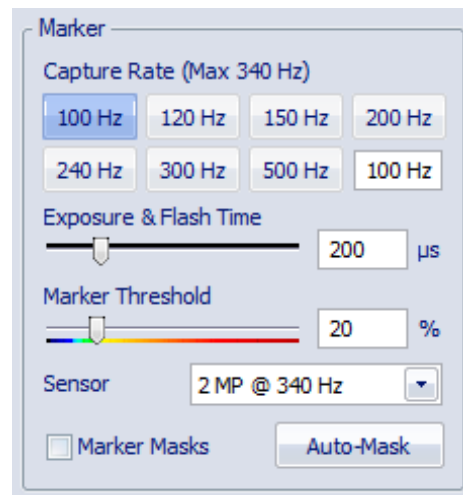 Marker
Capture Rate (Max 340 Hz)
100 Hz 120 Hz 150 Hz 200 Hz
240 Hz 300 Hz 500 Hz 100 Hz
Exposure & Flash Time
200 µs
Marker Threshold
20 %
Sensor 2 MP @ 340 Hz
Marker Masks Auto-Mask